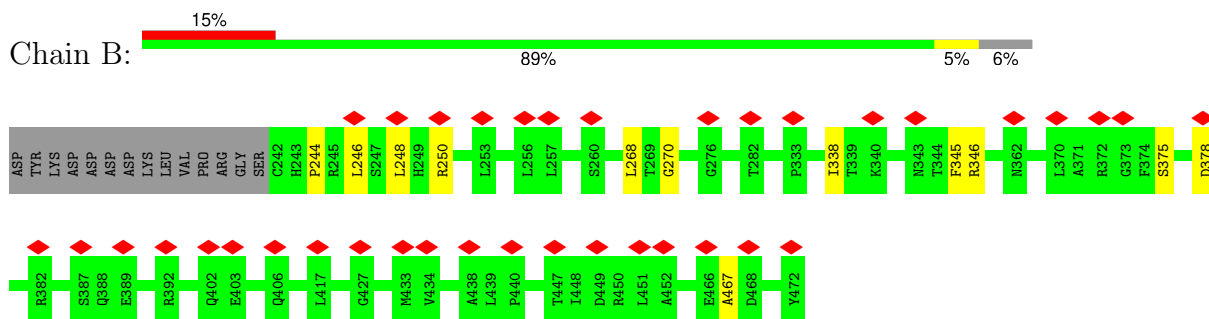 15%
Chain B:
89% 5% 6%
ASP TYR LYS ASP ASP ASP ASP LYS LEU VAL PRO ARG GLY SER C242 H243 P244 R245 L246 S247 L248 H249 R250 L253 L256 L257 S260 L268 T269 G270 G276 T282 P333 I338 T339 K340 N343 T344 F345 R346 N362 L370 A371 R372 G373 F374 S375 D378
R382 S387 Q388 E389 R392 Q402 E403 Q406 L417 G427 M433 V434 A438 L439 P440 T447 I448 D449 R450 L451 A452 E466 A467 D468 Y472